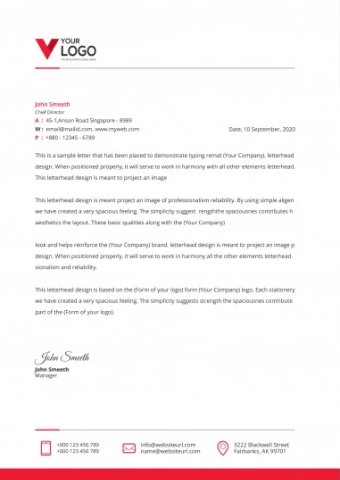 YOUR
LOGO
John Smeeth
Chief Director
A : 45-1,Anson Road Singapore - 8989
W : email@mailid.com, www.myweb.com
Date, 10 September, 2020
P : +880 - 12345 - 6789
This is a sample letter that has been placed to demonstrate typing remat (Your Company), letterhead
design. When positioned properly, it will serve to work in harmony with all other elements letterhead.
This letterhead design is meant to project an image
This letterhead design is meant project an image of professionalism reliability. By using simple aligen
we have created a very spacious feeling. The simplicity suggest rengththe spaciousnes contributes h
aesthetics the layout. These basic qualities along with the (Your Company)
look and helps reinforce the (Your Company) brand. letterhead design is meant to project an image p
design. When positioned properly, it will serve to work in harmony all the other elements letterhead.
sionalism and reliability.
This letterhead design is based on the (Form of your logo) form (Your Company) logo. Each stationery
we have created a very spacious feeling. The simplicity suggests strength the spaciousnes contribute
part of the (Form of your logo).
John Smeeth
John Smeeth
Manager
+000 123 456 789
+000 123 456 789
info@websiteurl.com
name@websiteurl.com
3222 Blackwell Street
Fairbanks, AK 99701